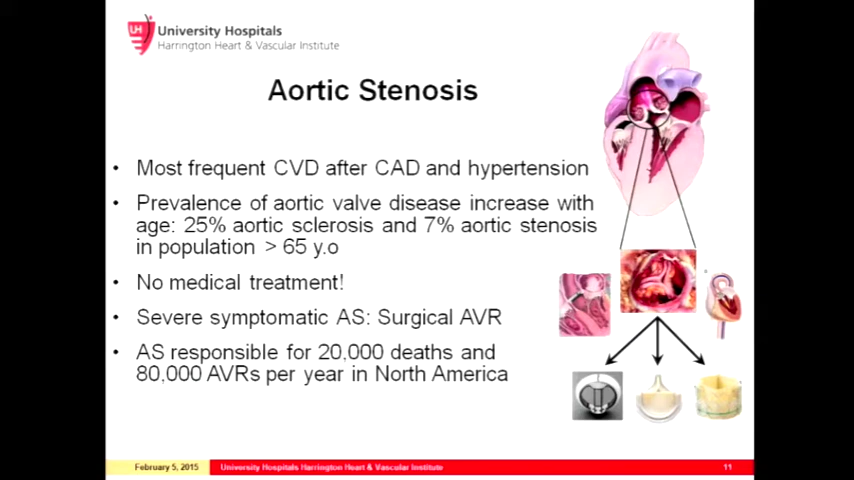 UH
University Hospitals
Harrington Heart & Vascular Institute
Aortic Stenosis
• Most frequent CVD after CAD and hypertension
• Prevalence of aortic valve disease increase with
age: 25% aortic sclerosis and 7% aortic stenosis
in population > 65 y.o
• No medical treatment!
• Severe symptomatic AS: Surgical AVR
• AS responsible for 20,000 deaths and
80,000 AVRs per year in North America
February 5, 2015
University Hospitals Harrington Heart & Vascular Institute
11